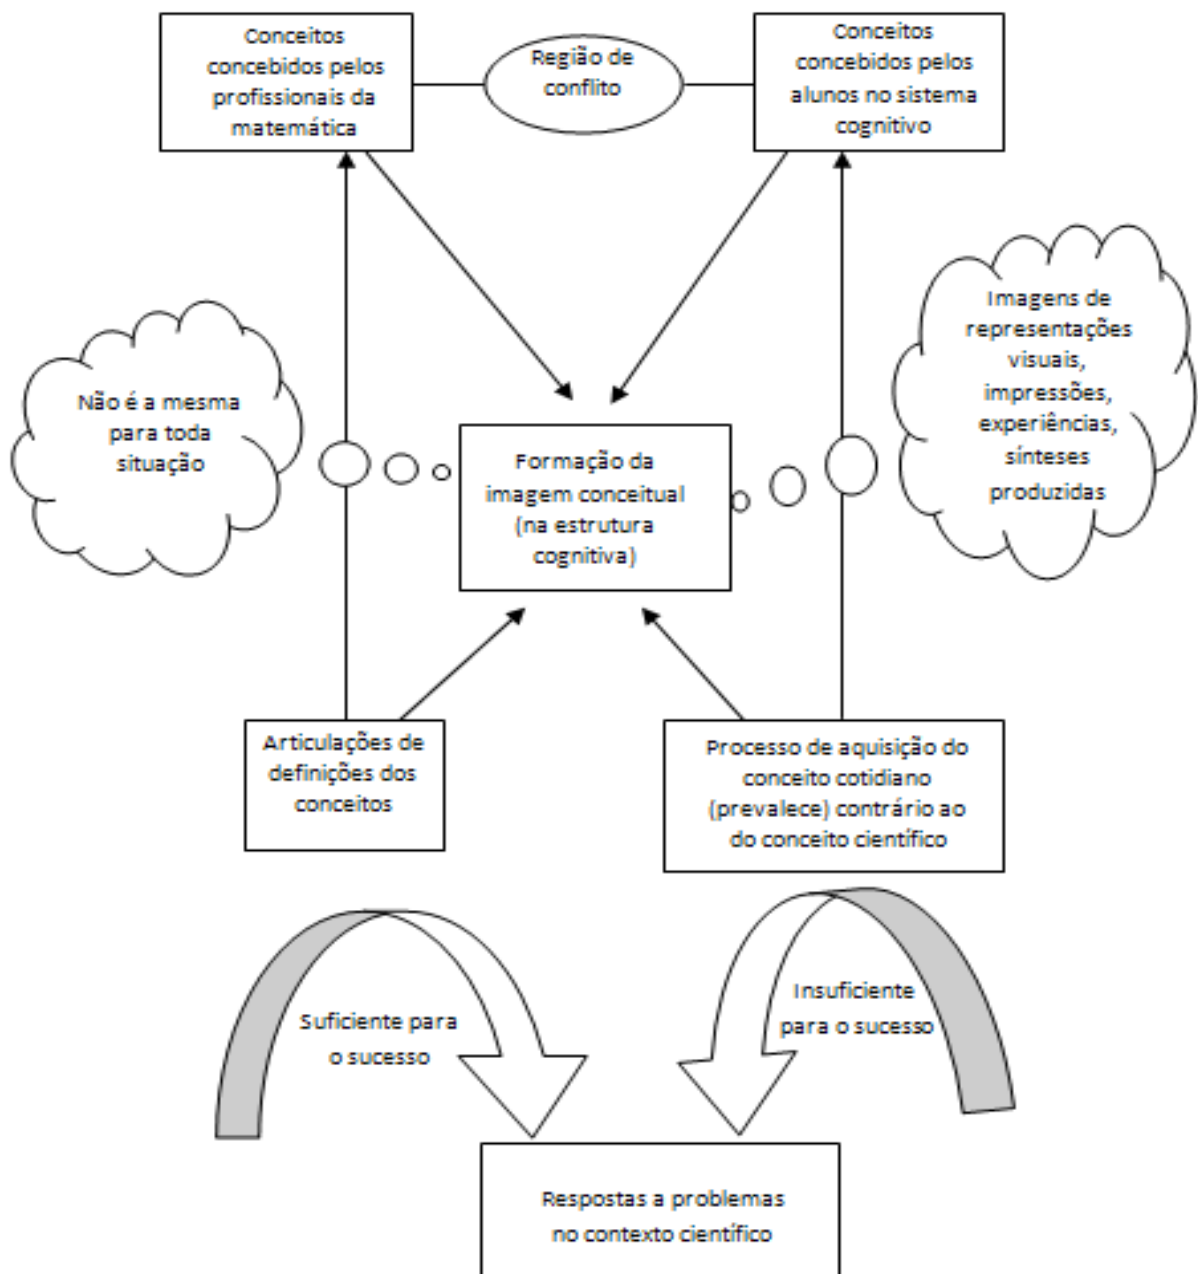 Conceitos
concebidos pelos
profissionais da
matemática
Região de
conflito
Conceitos
concebidos pelos
alunos no sistema
cognitivo
Não é a mesma
para toda
situação
Formação da
imagem conceitual
(na estrutura
cognitiva)
Imagens de
representações
visuais,
impressões,
experiências,
sínteses
produzidas
Articulações de
definições dos
conceitos
Processo de aquisição do
conceito cotidiano
(prevalece) contrário ao
do conceito científico
Suficiente para
o sucesso
Insuficiente
para o sucesso
Respostas a problemas
no contexto científico